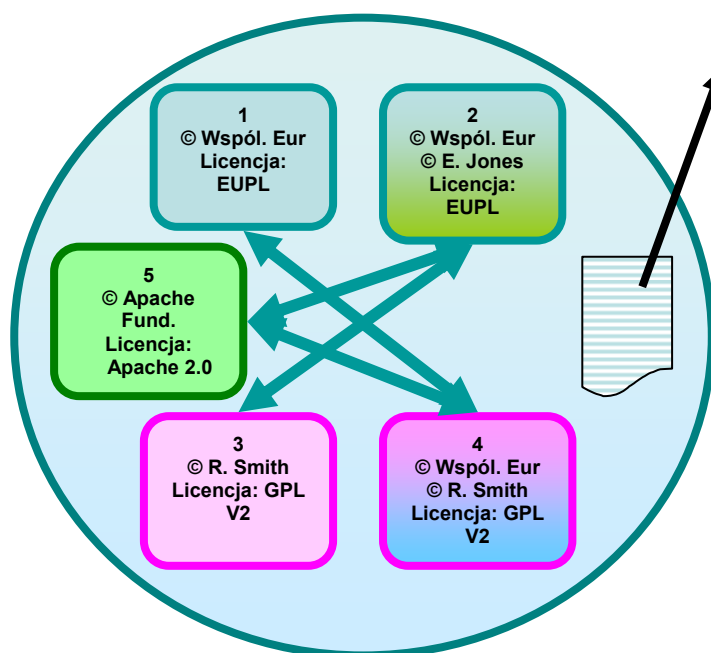 1
© Wspól. Eur
Licencja:
EUPL
2
© Wspól. Eur
© E. Jones
Licencja:
EUPL
5
© Apache
Fund.
Licencja:
Apache 2.0
3
© R. Smith
Licencja: GPL
V2
4
© Wspól. Eur
© R. Smith
Licencja: GPL
V2